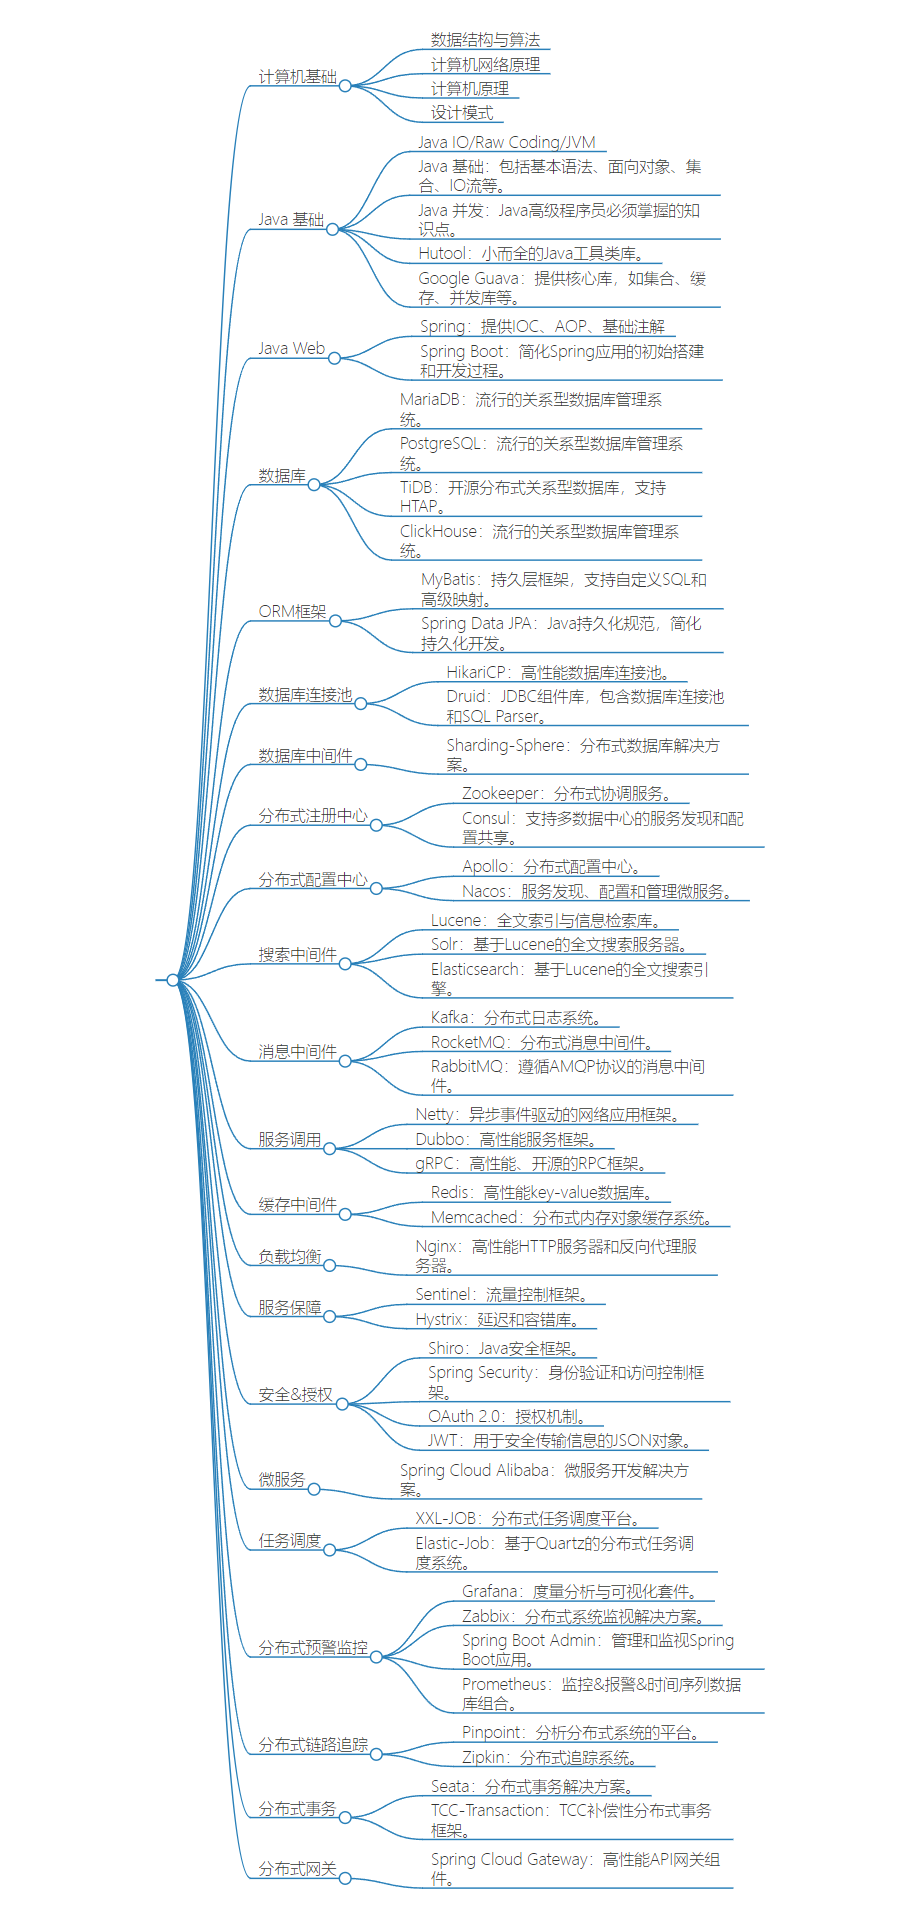 计算机基础
数据结构与算法
计算机网络原理
计算机原理
设计模式
Java 基础
Java IO/Raw Coding/JVM
Java 基础：包括基本语法、面向对象、集
合、IO流等。
Java 并发：Java高级程序员必须掌握的知
识点。
Hutool：小而全的Java工具类库。
Google Guava：提供核心库，如集合、缓
存、并发库等。
Java Web
Spring：提供IOC、AOP、基础注解
Spring Boot：简化Spring应用的初始搭建
和开发过程。
数据库
MariaDB：流行的关系型数据库管理系
统。
PostgreSQL：流行的关系型数据库管理系
统。
TiDB：开源分布式关系型数据库，支持
HTAP。
ClickHouse：流行的关系型数据库管理系
统。
ORM框架
MyBatis：持久层框架，支持自定义SQL和
高级映射。
Spring Data JPA：Java持久化规范，简化
持久化开发。
数据库连接池
HikariCP：高性能数据库连接池。
Druid：JDBC组件库，包含数据库连接池
和SQL Parser。
数据库中间件
Sharding-Sphere：分布式数据库解决方
案。
分布式注册中心
Zookeeper：分布式协调服务。
Consul：支持多数据中心的服务发现和配
置共享。
分布式配置中心
Apollo：分布式配置中心。
Nacos：服务发现、配置和管理微服务。
搜索中间件
Lucene：全文索引与信息检索库。
Solr：基于Lucene的全文搜索服务器。
Elasticsearch：基于Lucene的全文搜索引
擎。
消息中间件
Kafka：分布式日志系统。
RocketMQ：分布式消息中间件。
RabbitMQ：遵循AMQP协议的消息中间
件。
服务调用
Netty：异步事件驱动的网络应用框架。
Dubbo：高性能服务框架。
gRPC：高性能、开源的RPC框架。
缓存中间件
Redis：高性能key-value数据库。
Memcached：分布式内存对象缓存系统。
负载均衡
Nginx：高性能HTTP服务器和反向代理服
务器。
服务保障
Sentinel：流量控制框架。
Hystrix：延迟和容错库。
安全&授权
Shiro：Java安全框架。
Spring Security：身份验证和访问控制框
架。
OAuth 2.0：授权机制。
JWT：用于安全传输信息的JSON对象。
微服务
Spring Cloud Alibaba：微服务开发解决方
案。
任务调度
XXL-JOB：分布式任务调度平台。
Elastic-Job：基于Quartz的分布式任务调
度系统。
分布式预警监控
Grafana：度量分析与可视化套件。
Zabbix：分布式系统监视解决方案。
Spring Boot Admin：管理和监视Spring
Boot应用。
Prometheus：监控&报警&时间序列数据
库组合。
分布式链路追踪
Pinpoint：分析分布式系统的平台。
Zipkin：分布式追踪系统。
分布式事务
Seata：分布式事务解决方案。
TCC-Transaction：TCC补偿性分布式事务
框架。
分布式网关
Spring Cloud Gateway：高性能API网关组
件。